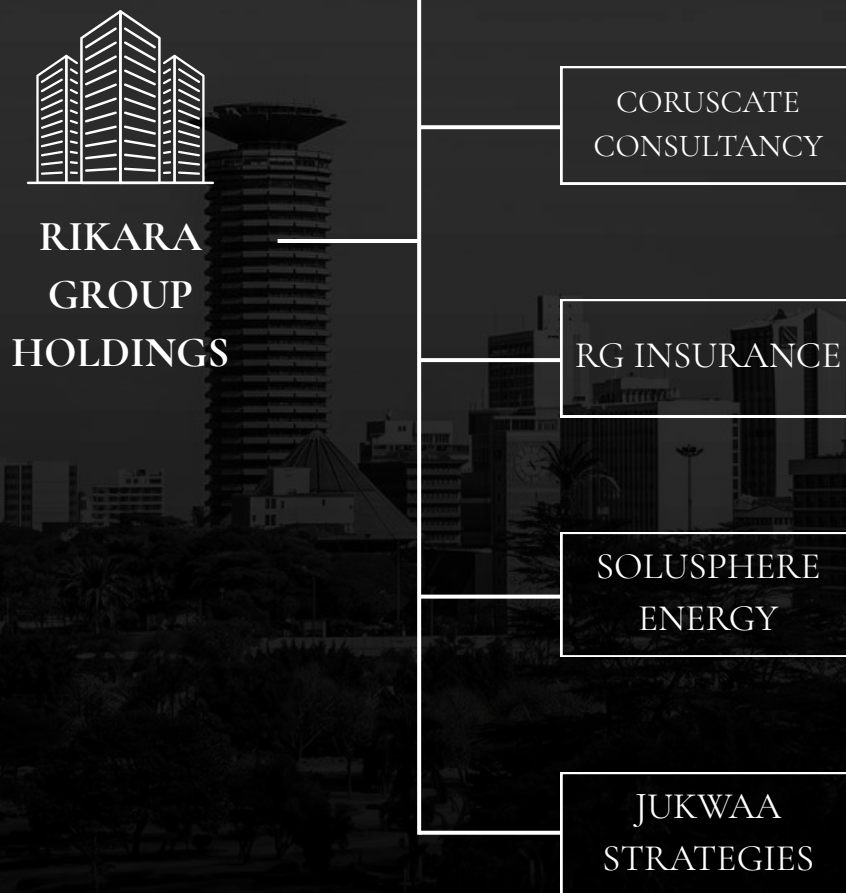 RIKARA
GROUP
HOLDINGS
CORUSCATE
CONSULTANCY
RG INSURANCE
SOLUSPHERE
ENERGY
JUKWAA
STRATEGIES